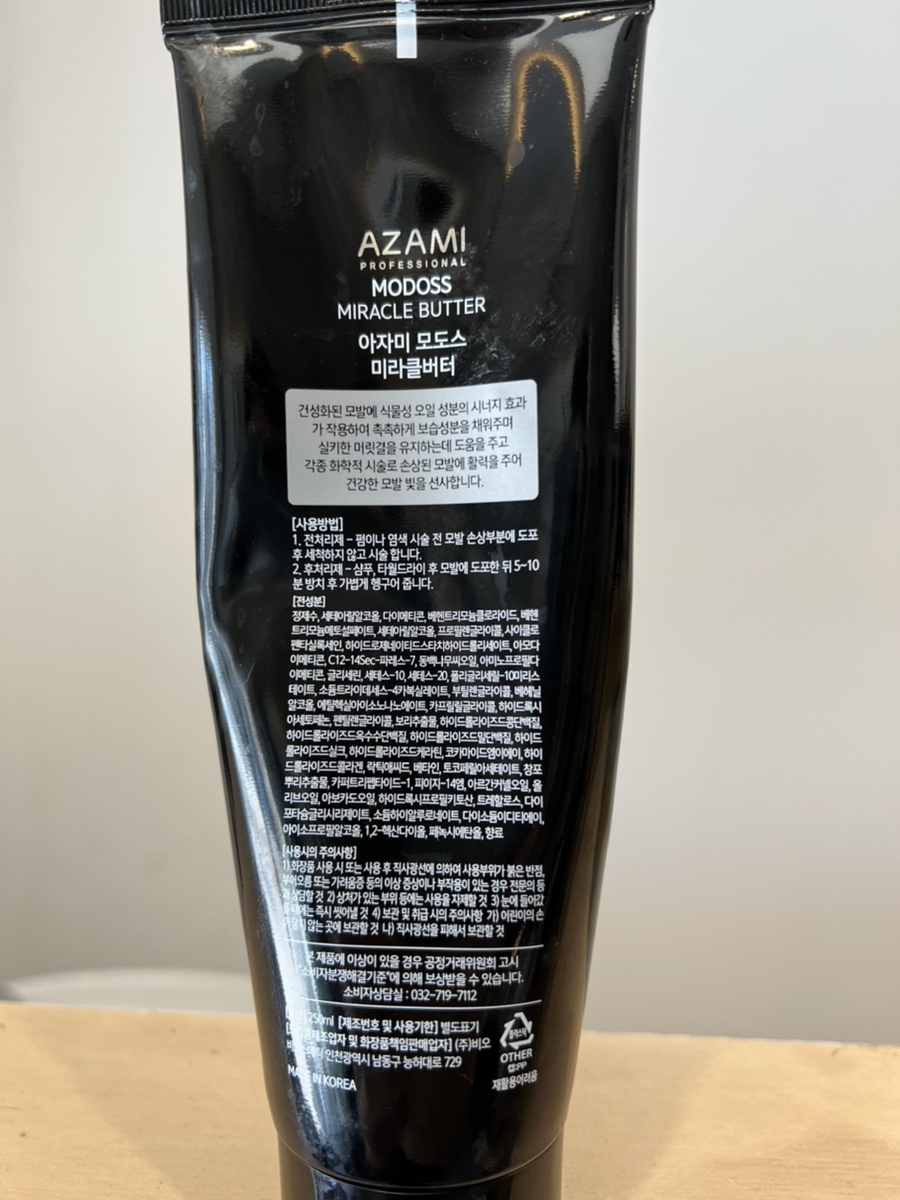 AZAMI
PROFESSIONAL
MODOSS
MIRACLE BUTTER
아자미 모도스
미라클버터
건성화된 모발에 식물성 오일 성분의 시너지 효과
가 작용하여 촉촉하게 보습성분을 채워주며
실키한 머릿결을 유지하는데 도움을 주고
각종 화학적 시술로 손상된 모발에 활력을 주어
건강한 모발 빛을 선사합니다.
[사용방법]
1. 전처리제 - 펌이나 염색 시술 전 모발 손상부분에 도포
후 세척하지 않고 시술 합니다.
2. 후처리제 - 샴푸, 타월드라이 후 모발에 도포한 뒤 5~10
분 방치 후 가볍게 헹구어 줍니다.
[전성분]
정제수, 세테아릴알코올, 다이메티콘, 베헨트리모늄클로라이드, 베헨
트리모늄메토설페이트, 세테아릴알코올, 프로필렌글라이콜, 사이클로
펜타실록세인, 하이드로제네이티드스타치하이드롤리세이트, 아모다
이메티콘, C12-14Sec-파레스-7, 동백나무씨오일, 아미노프로필다
이메티콘, 글리세린, 세테스-10, 세테스-20, 폴리글리세릴-10미리스
테이트, 소듐트라이데세스-4카복실레이트, 부틸렌글라이콜, 베헤닐
알코올, 에틸헥실아이소노나노에이트, 카프릴릴글라이콜, 하이드록시
아세토페논, 펜틸렌글라이콜, 보리추출물, 하이드롤라이즈드콩단백질,
하이드롤라이즈드옥수수단백질, 하이드롤라이즈드밀단백질, 하이드
롤라이즈드실크, 하이드롤라이즈드케라틴, 코카마이드엠이에이, 하이
드롤라이즈드콜라겐, 락틱애씨드, 베타인, 토코페릴아세테이트, 창포
뿌리추출물, 카퍼트리펩타이드-1, 피이지-14엠, 아르간커넬오일, 올
리브오일, 아보카도오일, 하이드록시프로필키토산, 트레할로스, 다이
포타슘글리시리제이트, 소듐하이알루로네이트, 다이소듐이디티에이,
아이소프로필알코올, 1,2-헥산다이올, 페녹시에탄올, 향료
[사용시의 주의사항]
1) 화장품 사용 시 또는 사용 후 직사광선에 의하여 사용부위가 붉은 반점,
부어오름 또는 가려움증 등의 이상 증상이나 부작용이 있는 경우 전문의 등
과 상담할 것 2) 상처가 있는 부위 등에는 사용을 자제할 것 3) 눈에 들어갔
을 때에는 즉시 씻어낼 것 4) 보관 및 취급 시의 주의사항 가) 어린이의 손
이 닿지 않는 곳에 보관할 것 나) 직사광선을 피해서 보관할 것
본 제품에 이상이 있을 경우 공정거래위원회 고시
"소비자분쟁해결기준"에 의해 보상받을 수 있습니다.
소비자상담실 : 032-719-7112
250ml [제조번호 및 사용기한] 별도표기
제조업자 및 화장품책임판매업자] (주)비오
인천광역시 남동구 능허대로 729
MADE IN KOREA
플라스틱
OTHER
캡:PP
재활용어려움